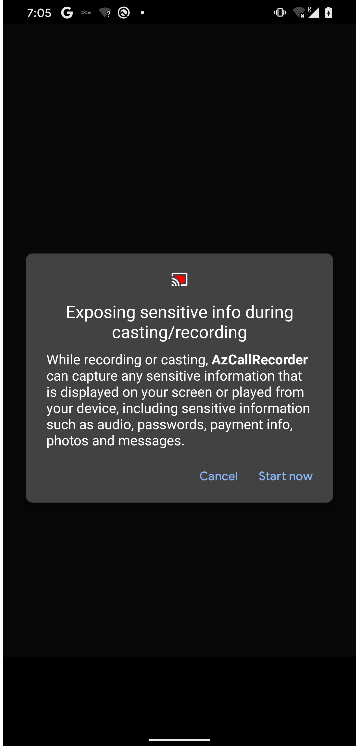 7:05
Exposing sensitive info during
casting/recording
While recording or casting, AzCallRecorder
can capture any sensitive information that
is displayed on your screen or played from
your device, including sensitive information
such as audio, passwords, payment info,
photos and messages.
Cancel Start now